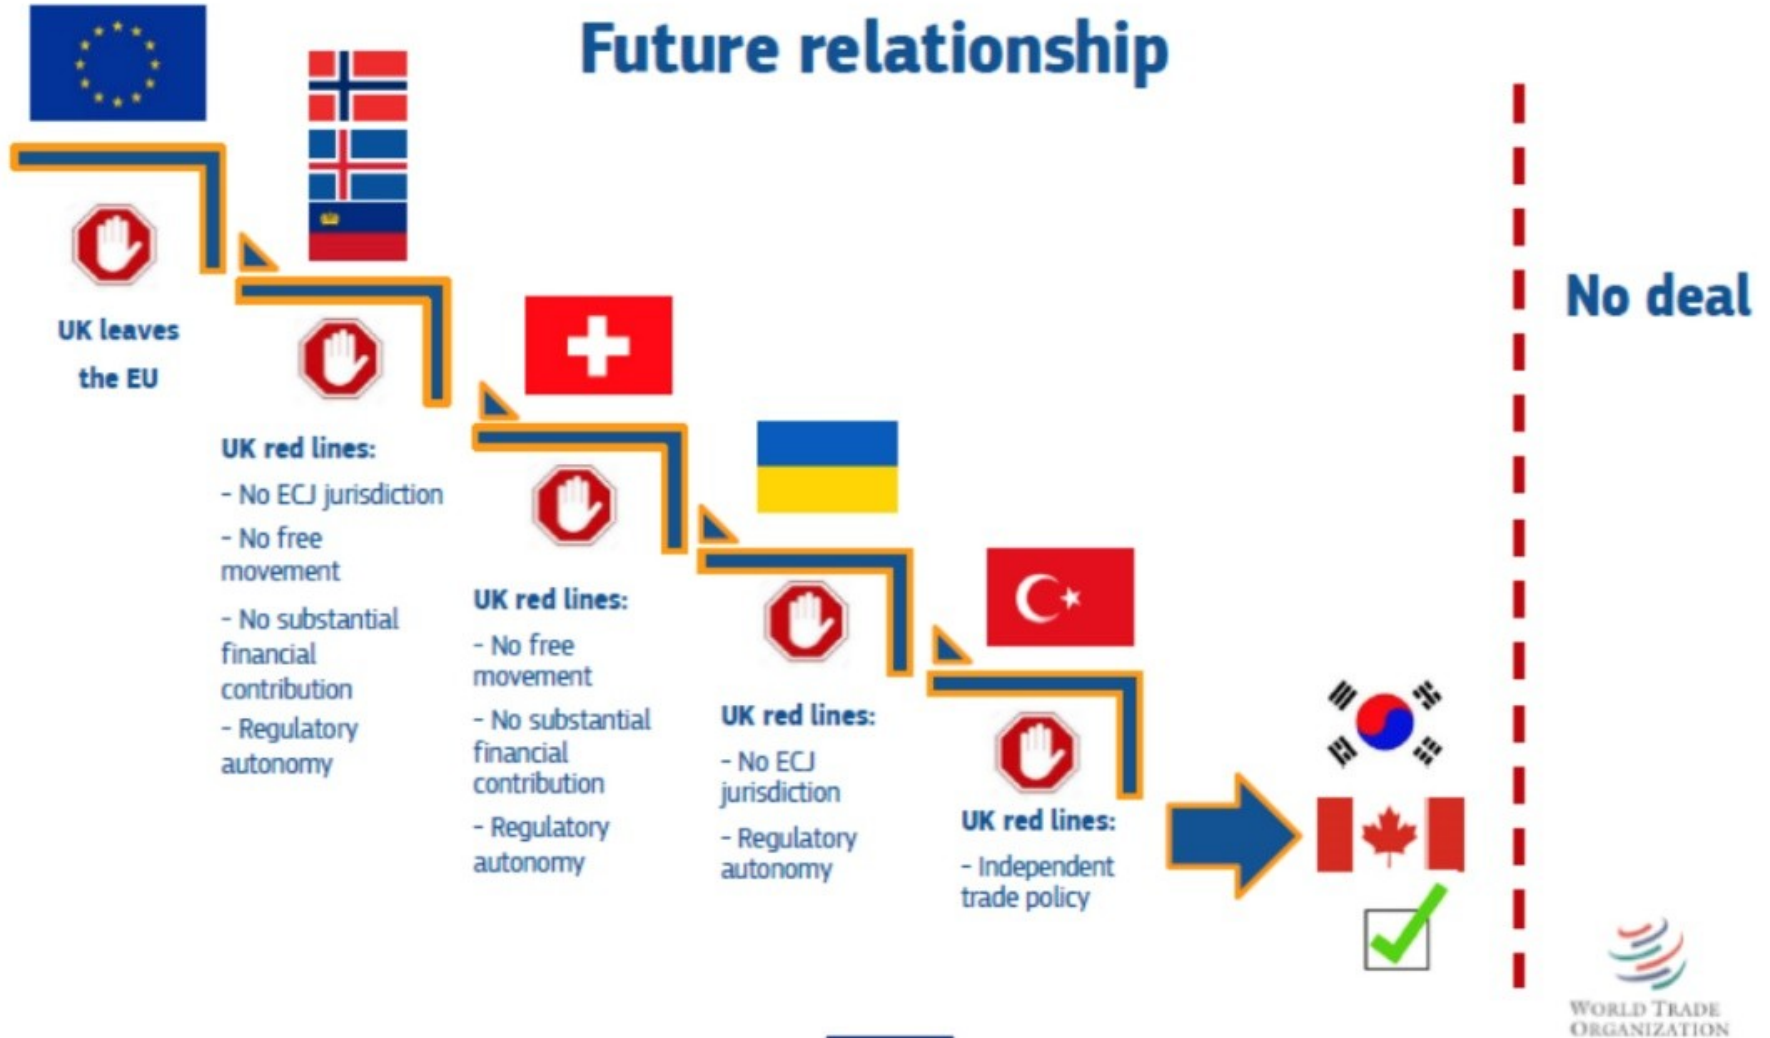 Future relationship
UK leaves
the EU
UK red lines:
- No ECJ jurisdiction
- No free
movement
- No substantial
financial
contribution
- Regulatory
autonomy
UK red lines:
- No free
movement
- No substantial
financial
contribution
- Regulatory
autonomy
UK red lines:
- No ECJ
jurisdiction
- Regulatory
autonomy
UK red lines:
- Independent
trade policy
No deal
WORLD TRADE
ORGANIZATION